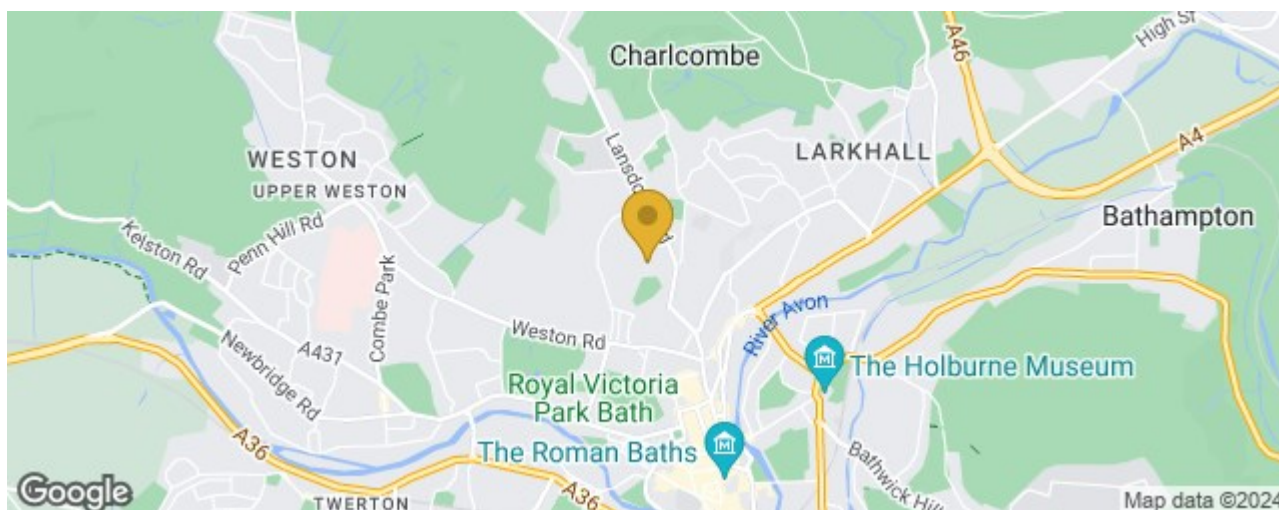 High St
A46
Charlcombe
LARKHALL
A4
WESTON
UPPER WESTON
Lansdo
d
Bathampton
Penn Hill Rd
Kelston Rd
Combe Park
River Avon
Weston Rd
A431
Newbridge Rd
The Holburne Museum
Royal Victoria
Park Bath
The Roman Baths
A36
Bathwick Hill
A36
TWERTON
Google
Map data ©2024